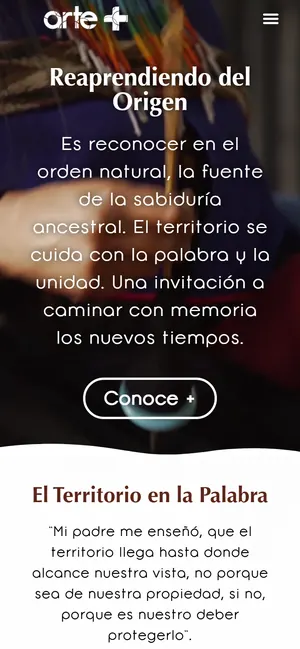 arte +
Reaprendiendo del
Origen
Es reconocer en el
orden natural, la fuente
de la sabiduría
ancestral. El territorio se
cuida con la palabra y la
unidad. Una invitación a
caminar con memoria
los nuevos tiempos.
Conoce +
El Territorio en la Palabra
¨Mi padre me enseñó, que el
territorio llega hasta donde
alcance nuestra vista, no porque
sea de nuestra propiedad, si no,
porque es nuestro deber
protegerlo¨.